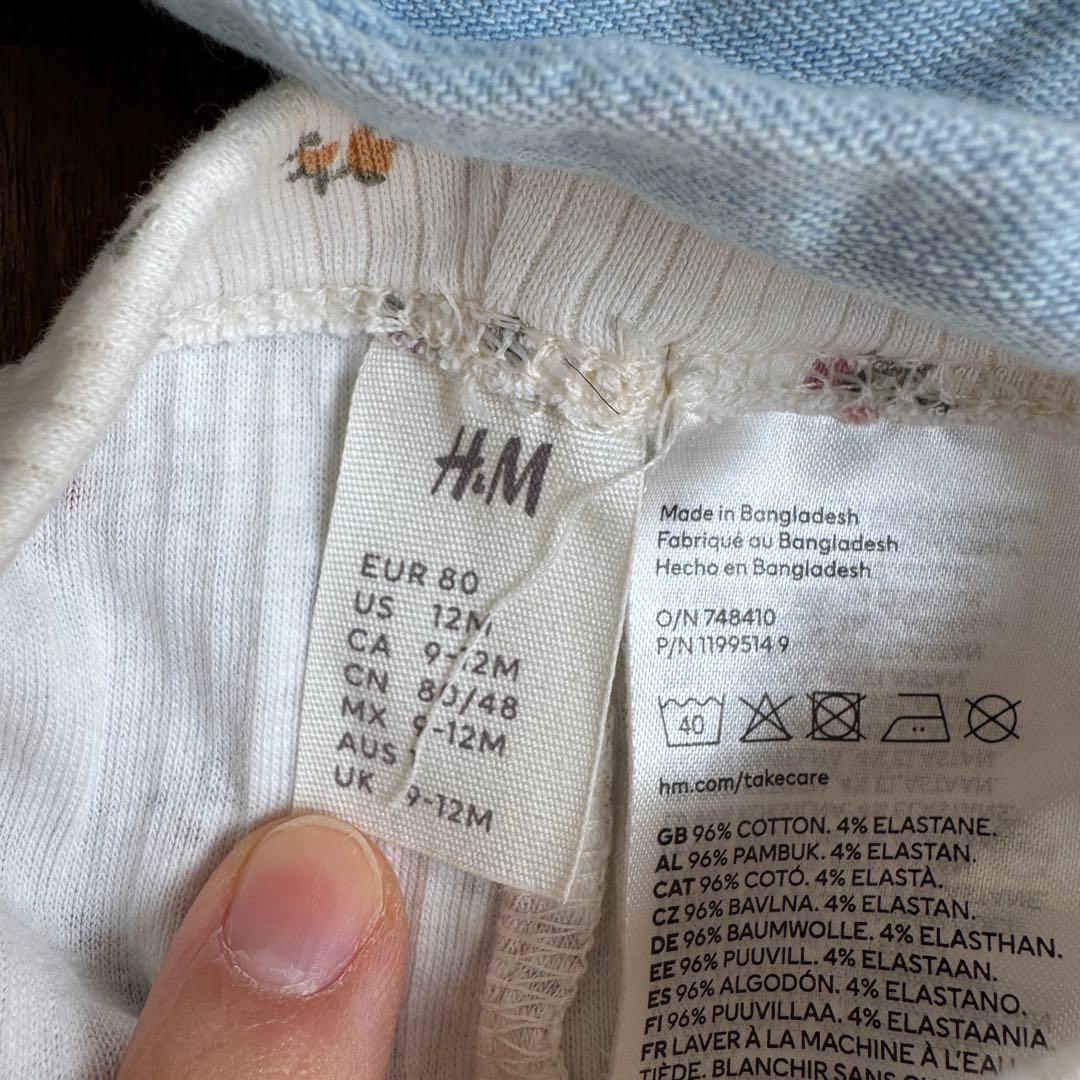 H&M
EUR 80
US 12M
CA 9-12M
CN 80/48
MX 9-12M
AUS
UK 9-12M
Made in Bangladesh
Fabriqué au Bangladesh
Hecho en Bangladesh
O/N 748410
P/N 1199514 9
40
hm.com/takecare
GB 96% COTTON. 4% ELASTANE.
AL 96% PAMBUK. 4% ELASTAN.
CAT 96% COTÓ. 4% ELASTÀ.
CZ 96% BAVLNA. 4% ELASTAN.
DE 96% BAUMWOLLE. 4% ELASTHAN.
EE 96% PUUVILL. 4% ELASTAAN.
ES 96% ALGODÓN. 4% ELASTANO.
FI 96% PUUVILLAA. 4% ELASTAANIA
FR LAVER À LA MACHINE À L'EAU
TIÈDE. BLANCHIR SANS